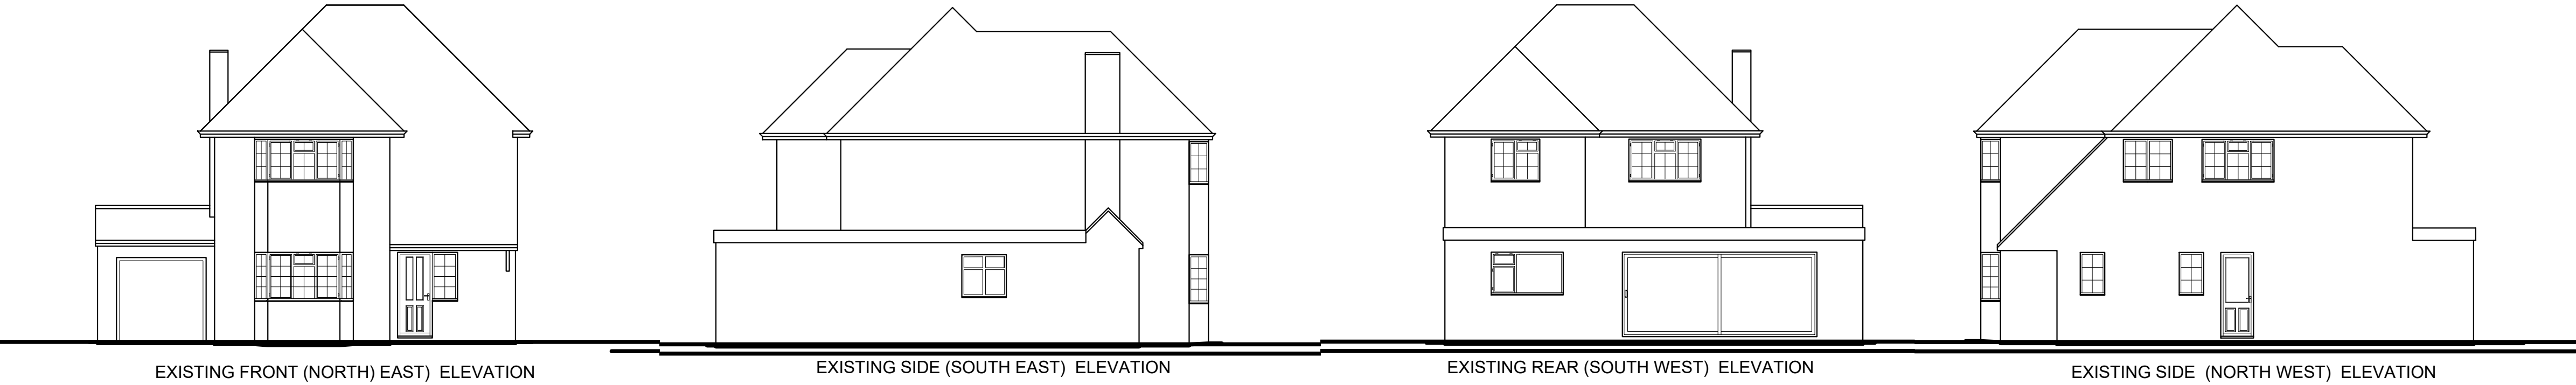 EXISTING FRONT (NORTH) EAST) ELEVATION
EXISTING SIDE (SOUTH EAST) ELEVATION
EXISTING REAR (SOUTH WEST) ELEVATION
EXISTING SIDE (NORTH WEST) ELEVATION